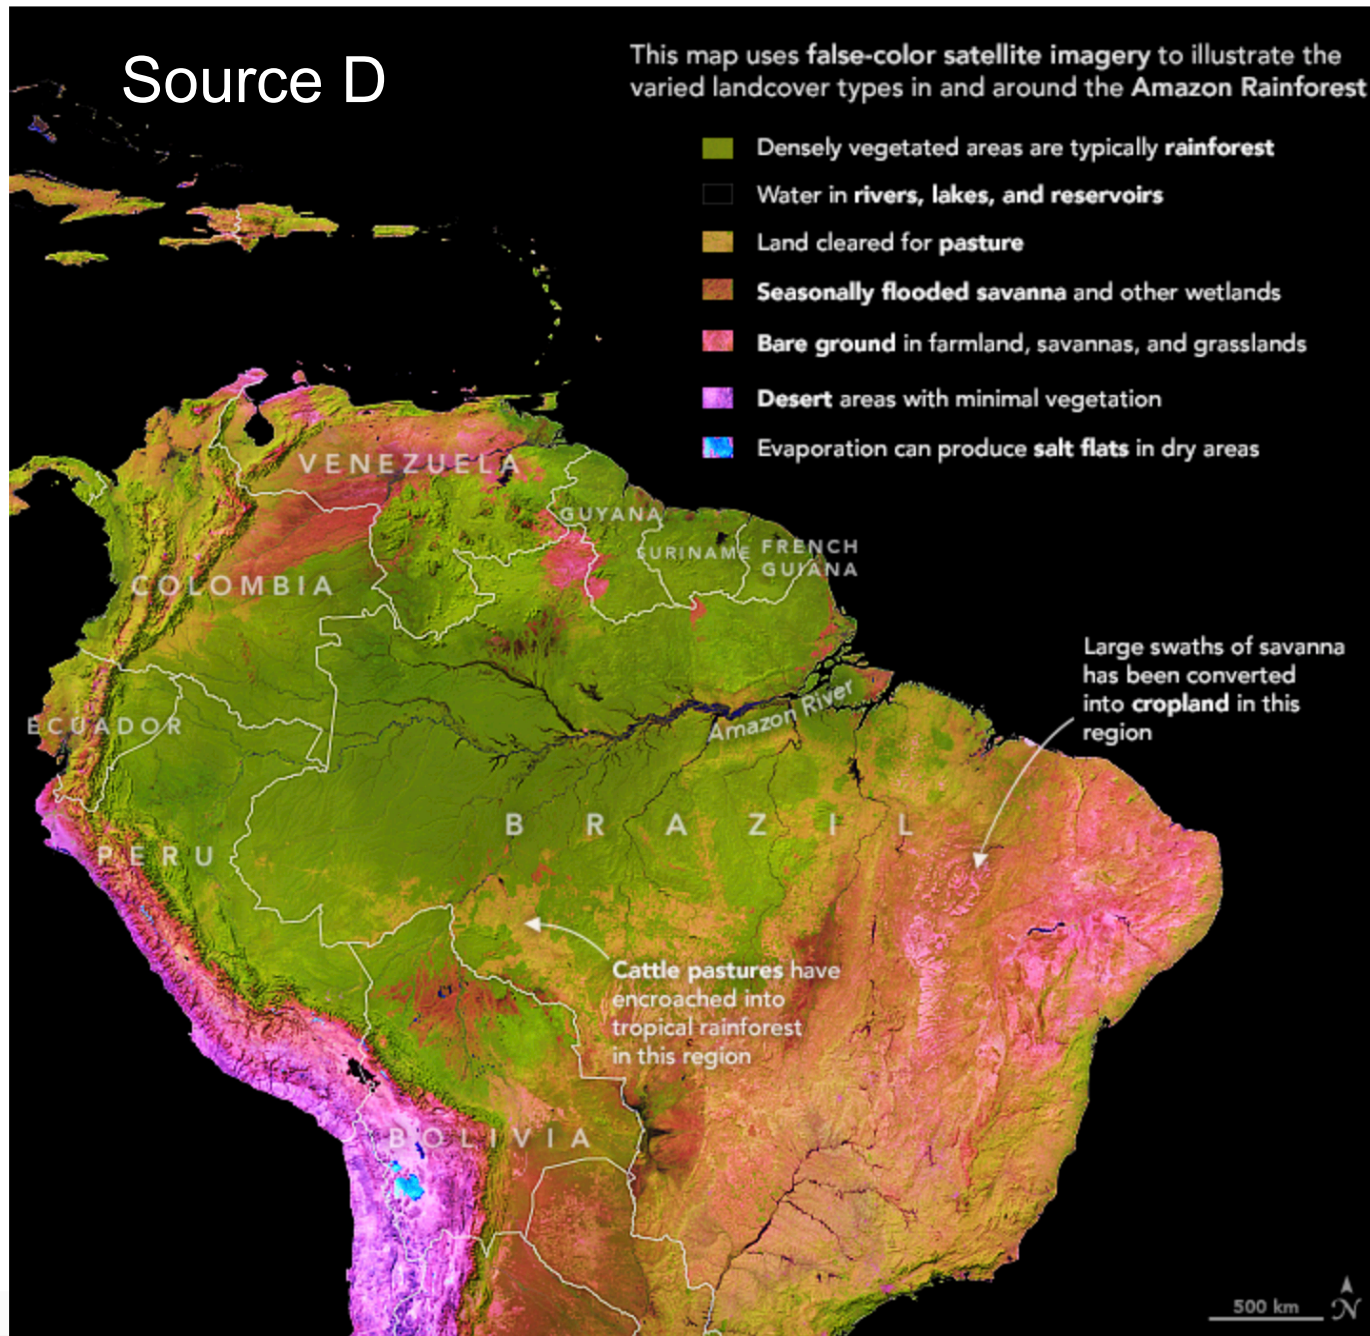 Source D
This map uses false-color satellite imagery to illustrate the
varied landcover types in and around the Amazon Rainforest
Densely vegetated areas are typically rainforest
Water in rivers, lakes, and reservoirs
Land cleared for pasture
Seasonally flooded savanna and other wetlands
Bare ground in farmland, savannas, and grasslands
Desert areas with minimal vegetation
Evaporation can produce salt flats in dry areas
VENEZUELA
GUYANA
SURINAME
FRENCH
GUIANA
COLOMBIA
Large swaths of savanna
has been converted
into cropland in this
region
ECUADOR
Amazon River
BRAZIL
PERU
Cattle pastures have
encroached into
tropical rainforest
in this region
BOLIVIA
500 km
N